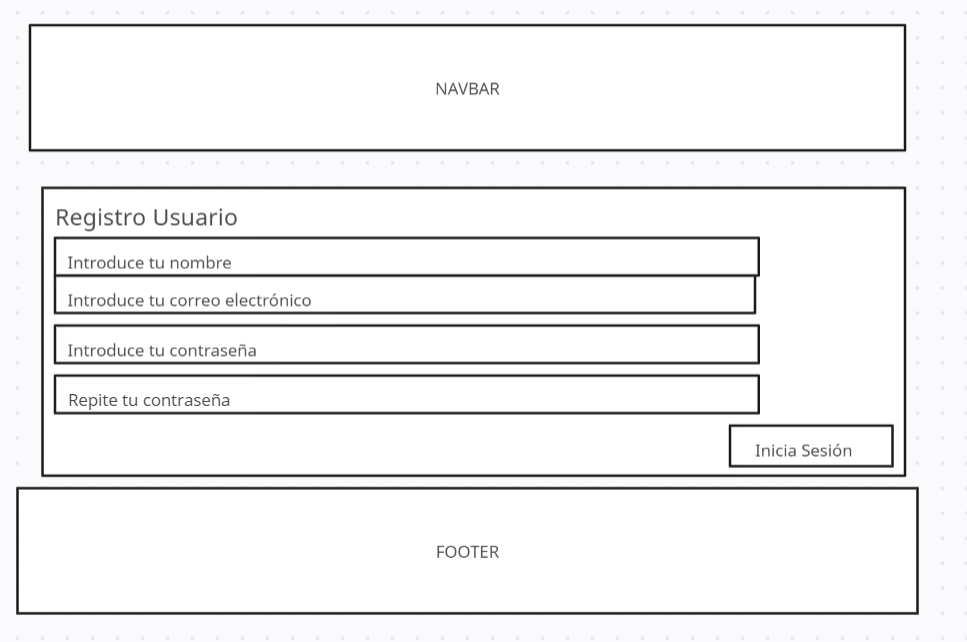 NAVBAR
Registro Usuario
Introduce tu nombre
Introduce tu correo electrónico
Introduce tu contraseña
Repite tu contraseña
Inicia Sesión
FOOTER